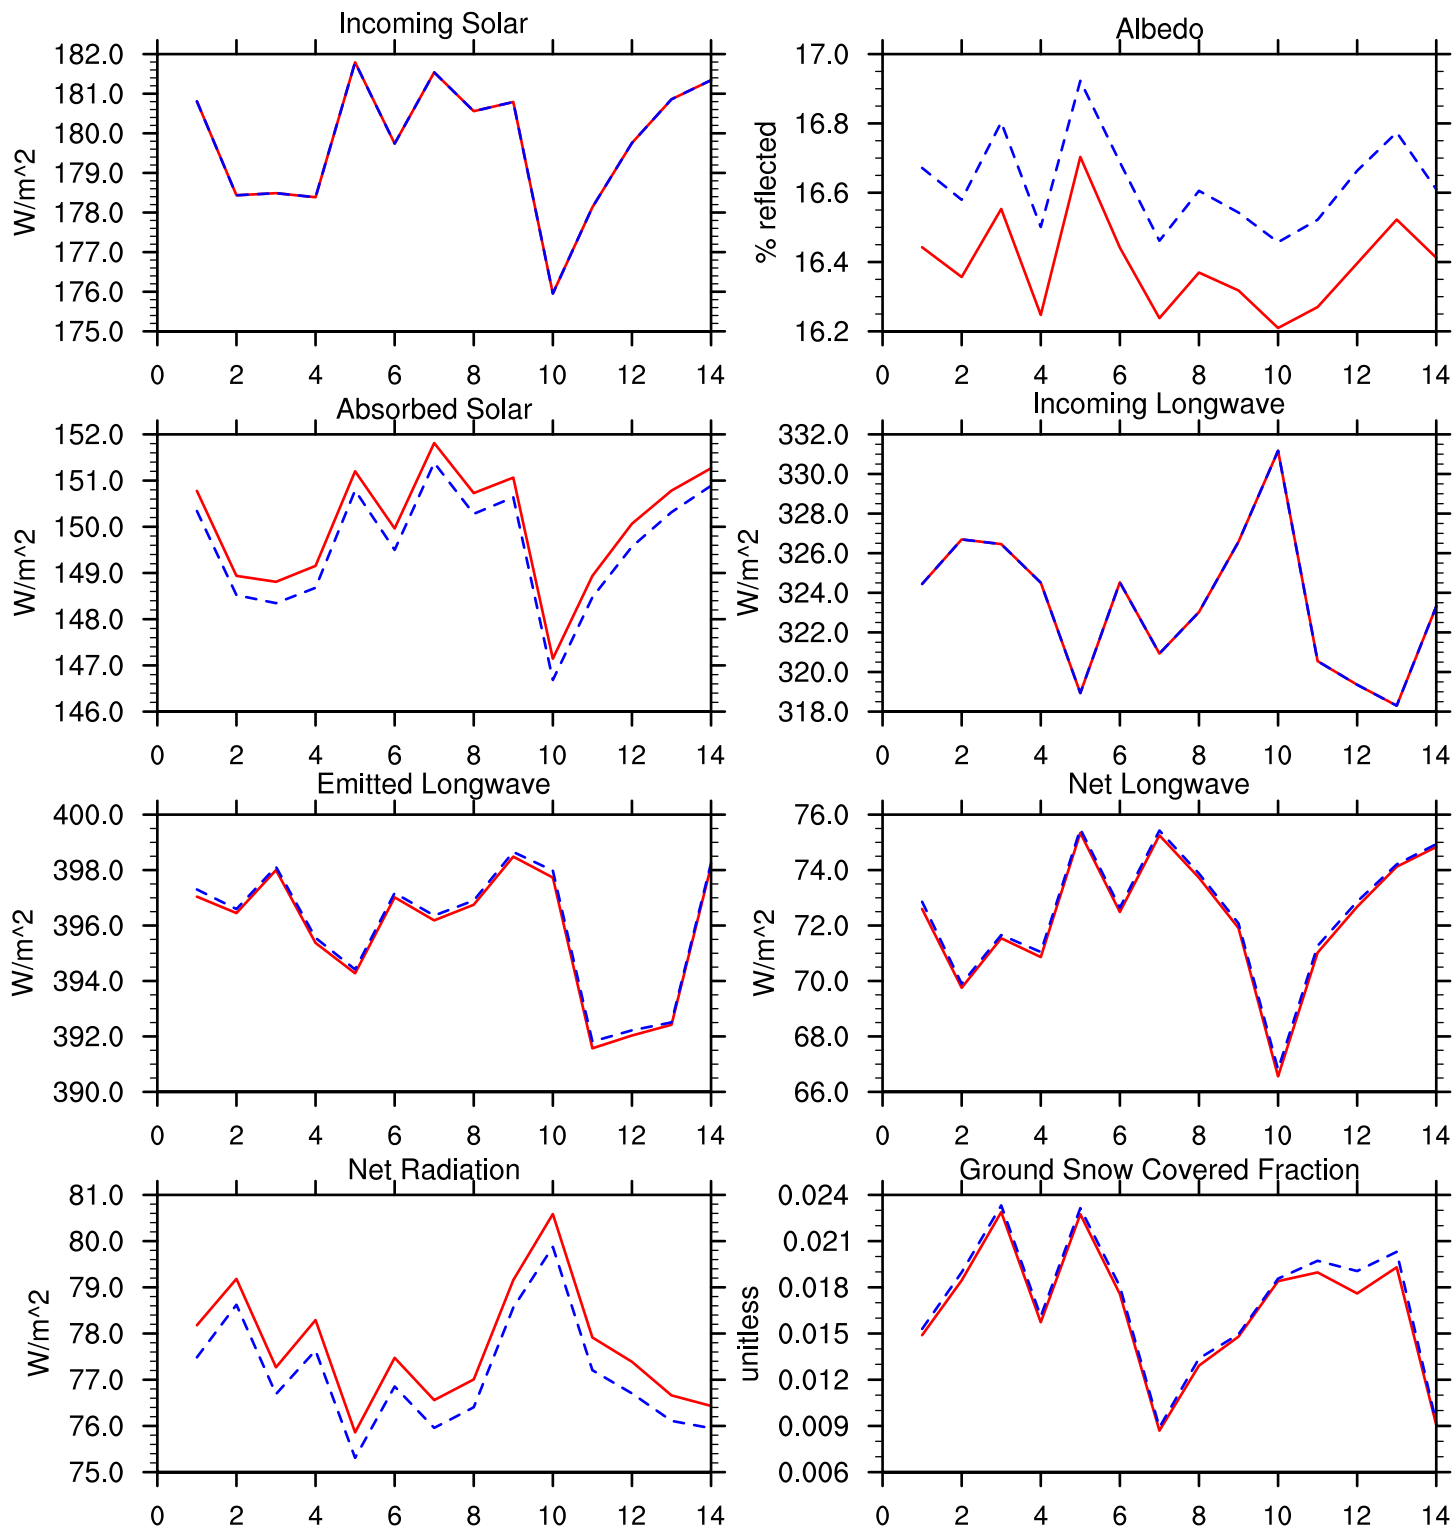 Incoming Solar
182.0
181.0
180.0
179.0
178.0
177.0
176.0
175.0
W/m^2
0 2 4 6 8 10 12 14
Albedo
17.0
16.8
16.6
16.4
16.2
% reflected
0 2 4 6 8 10 12 14
Absorbed Solar
152.0
151.0
150.0
149.0
148.0
147.0
146.0
W/m^2
0 2 4 6 8 10 12 14
Incoming Longwave
332.0
330.0
328.0
326.0
324.0
322.0
320.0
318.0
W/m^2
0 2 4 6 8 10 12 14
Emitted Longwave
400.0
398.0
396.0
394.0
392.0
390.0
W/m^2
0 2 4 6 8 10 12 14
Net Longwave
76.0
74.0
72.0
70.0
68.0
66.0
W/m^2
0 2 4 6 8 10 12 14
Net Radiation
81.0
80.0
79.0
78.0
77.0
76.0
75.0
W/m^2
0 2 4 6 8 10 12 14
Ground Snow Covered Fraction
0.024
0.021
0.018
0.015
0.012
0.009
0.006
unitless
0 2 4 6 8 10 12 14